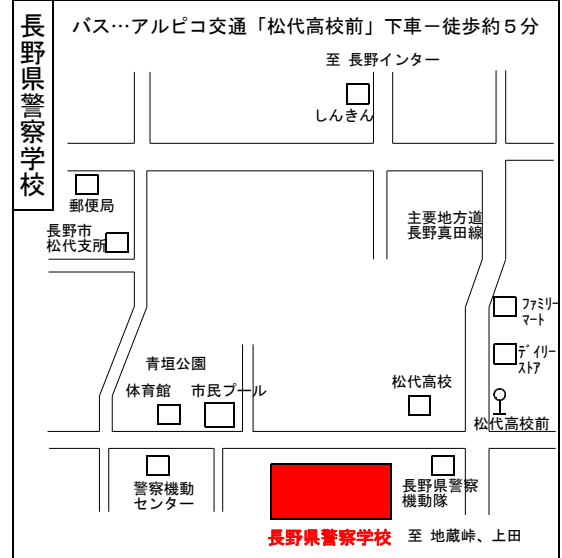 長野県警察学校
バス…アルピコ交通「松代高校前」下車－徒歩約５分
至 長野インター
しんきん
郵便局
長野市
松代支所
主要地方道
長野真田線
ﾌｧﾐﾘｰ
ﾏｰﾄ
ﾃﾞｲﾘｰ
ｽﾄｱ
青垣公園
体育館
市民プール
松代高校
松代高校前
警察機動
センター
長野県警察
機動隊
長野県警察学校
至 地蔵峠、上田